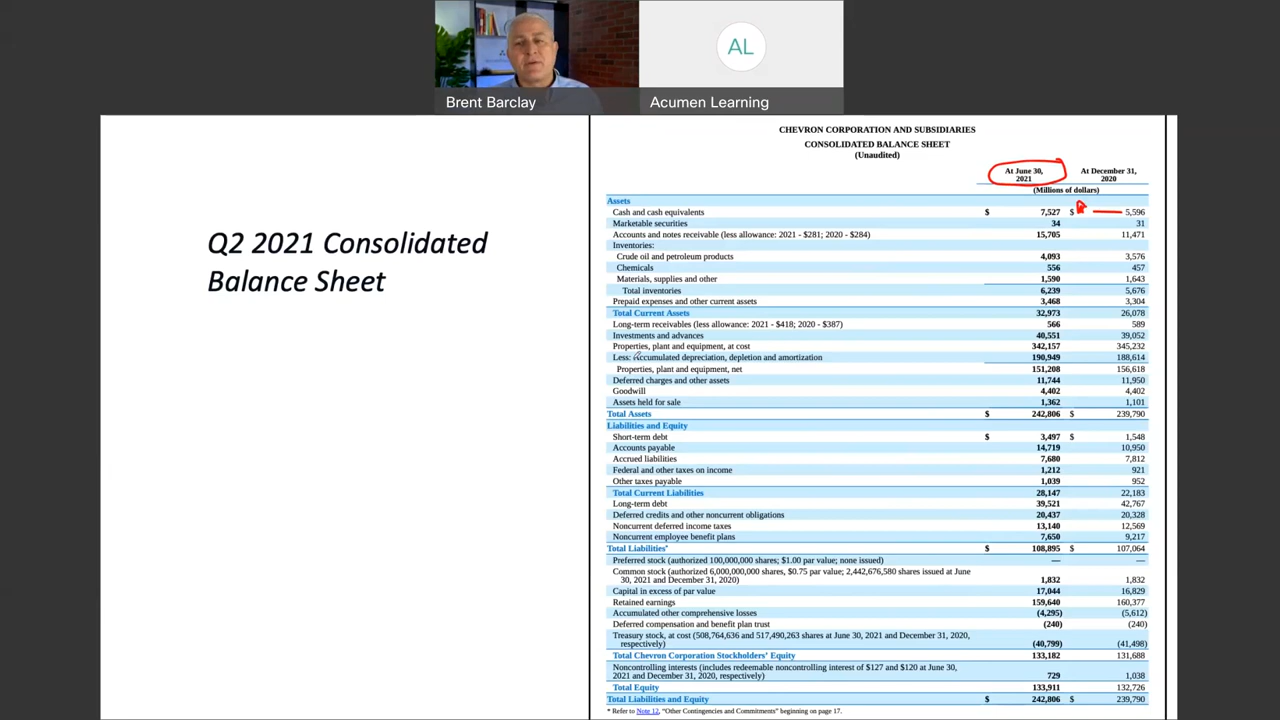 AL
Brent Barclay
Acumen Learning
Q2 2021 Consolidated
Balance Sheet
CHEVRON CORPORATION AND SUBSIDIARIES
CONSOLIDATED BALANCE SHEET
(Unaudited)
At June 30, 2021 At December 31, 2020
(Millions of dollars)
Assets
Cash and cash equivalents $ 7,527 $ 5,596
Marketable securities 34 31
Accounts and notes receivable (less allowance: 2021 - $281; 2020 - $284) 15,705 11,471
Inventories:
Crude oil and petroleum products 4,093 3,576
Chemicals 556 457
Materials, supplies and other 1,590 1,643
Total inventories 6,239 5,676
Prepaid expenses and other current assets 3,468 3,304
Total Current Assets 32,973 26,078
Long-term receivables (less allowance: 2021 - $418; 2020 - $387) 566 589
Investments and advances 40,551 39,052
Properties, plant and equipment, at cost 342,157 345,232
Less: Accumulated depreciation, depletion and amortization 190,949 188,614
Properties, plant and equipment, net 151,208 156,618
Deferred charges and other assets 11,744 11,950
Goodwill 4,402 4,402
Assets held for sale 1,362 1,101
Total Assets $ 242,806 $ 239,790
Liabilities and Equity
Short-term debt $ 3,497 $ 1,548
Accounts payable 14,719 10,950
Accrued liabilities 7,680 7,812
Federal and other taxes on income 1,212 921
Other taxes payable 1,039 952
Total Current Liabilities 28,147 22,183
Long-term debt 39,521 42,767
Deferred credits and other noncurrent obligations 20,437 20,328
Noncurrent deferred income taxes 13,140 12,569
Noncurrent employee benefit plans 7,650 9,217
Total Liabilities* $ 108,895 $ 107,064
Preferred stock (authorized 100,000,000 shares; $1.00 par value; none issued) — —
Common stock (authorized 6,000,000,000 shares, $0.75 par value; 2,442,676,580 shares issued at June
30, 2021 and December 31, 2020) 1,832 1,832
Capital in excess of par value 17,044 16,829
Retained earnings 159,640 160,377
Accumulated other comprehensive losses (4,295) (5,612)
Deferred compensation and benefit plan trust (240) (240)
Treasury stock, at cost (508,764,636 and 517,490,263 shares at June 30, 2021 and December 31, 2020,
respectively) (40,799) (41,498)
Total Chevron Corporation Stockholders' Equity 133,182 131,688
Noncontrolling interests (includes redeemable noncontrolling interest of $127 and $120 at June 30,
2021 and December 31, 2020, respectively) 729 1,038
Total Equity 133,911 132,726
Total Liabilities and Equity $ 242,806 $ 239,790
* Refer to Note 12, "Other Contingencies and Commitments" beginning on page 17.